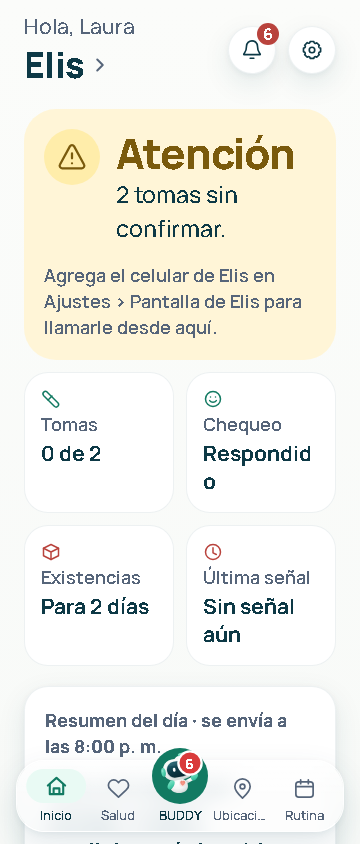 Hola, Laura
Elis
6
Atención
2 tomas sin
confirmar.
Agrega el celular de Elis en
Ajustes > Pantalla de Elis para
llamarle desde aquí.
Tomas
0 de 2
Chequeo
Respondid
o
Existencias
Para 2 días
Última señal
Sin señal
aún
Resumen del día · se envía a
las 8:00 p. m.
6
Inicio
Salud
BUDDY
Ubicaci...
Rutina